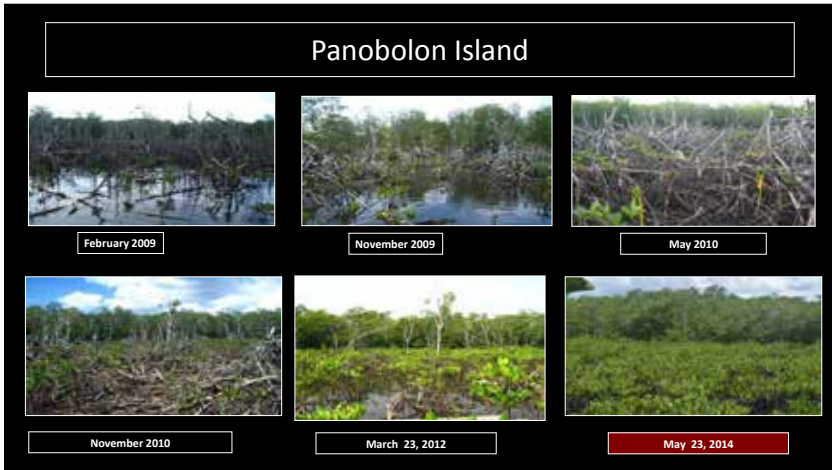 Panobolon Island
February 2009
November 2009
May 2010
November 2010
March 23, 2012
May 23, 2014